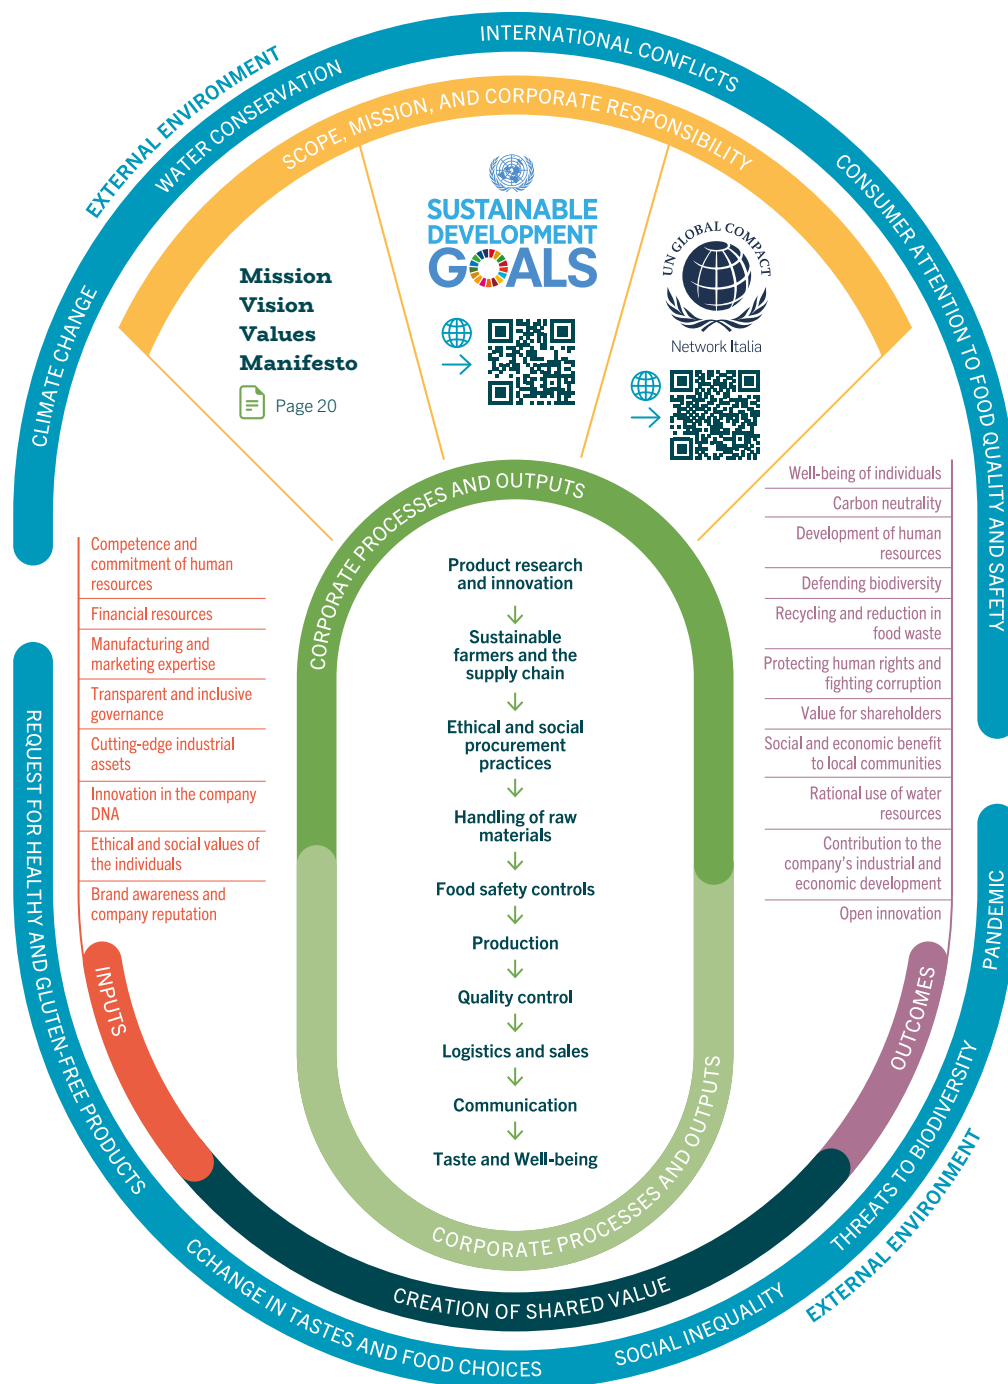 EXTERNAL ENVIRONMENT
CLIMATE CHANGE
WATER CONSERVATION
INTERNATIONAL CONFLICTS
CONSUMER ATTENTION TO FOOD QUALITY AND SAFETY
SCOPE, MISSION, AND CORPORATE RESPONSIBILITY
Mission
Vision
Values
Manifesto
Page 20
SUSTAINABLE
DEVELOPMENT
GOALS
UN GLOBAL COMPACT
Network Italia
CORPORATE PROCESSES AND OUTPUTS
Competence and
commitment of human
resources
Financial resources
Manufacturing and
marketing expertise
Transparent and inclusive
governance
Cutting-edge industrial
assets
Innovation in the company
DNA
Ethical and social values of
the individuals
Brand awareness and
company reputation
INPUTS
Product research
and innovation
Sustainable
farmers and the
supply chain
Ethical and social
procurement
practices
Handling of raw
materials
Food safety controls
Production
Quality control
Logistics and sales
Communication
Taste and Well-being
CORPORATE PROCESSES AND OUTPUTS
Well-being of individuals
Carbon neutrality
Development of human
resources
Defending biodiversity
Recycling and reduction in
food waste
Protecting human rights and
fighting corruption
Value for shareholders
Social and economic benefit
to local communities
Rational use of water
resources
Contribution to the
company's industrial and
economic development
Open innovation
OUTCOMES
CREATION OF SHARED VALUE
REQUEST FOR HEALTHY AND GLUTEN-FREE PRODUCTS
CCHANGE IN TASTES AND FOOD CHOICES
SOCIAL INEQUALITY
THREATS TO BIODIVERSITY
PANDEMIC
EXTERNAL ENVIRONMENT